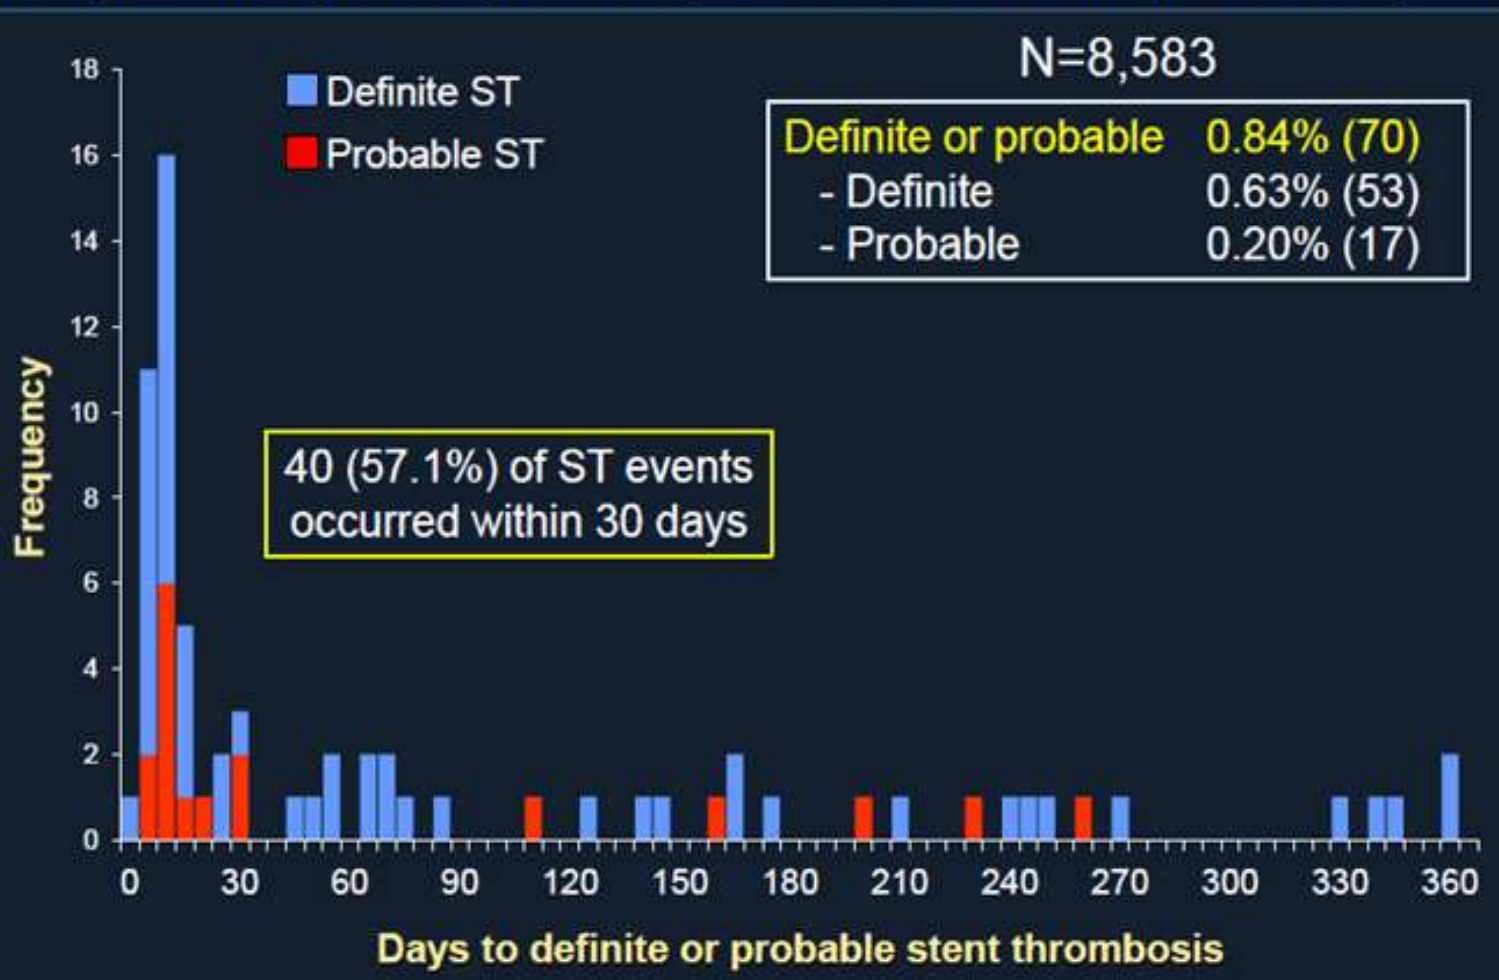 N=8,583
Definite ST
Probable ST
Definite or probable 0.84% (70)
- Definite 0.63% (53)
- Probable 0.20% (17)
40 (57.1%) of ST events
occurred within 30 days
Frequency
18
16
14
12
10
8
6
4
2
0
0 30 60 90 120 150 180 210 240 270 300 330 360
Days to definite or probable stent thrombosis